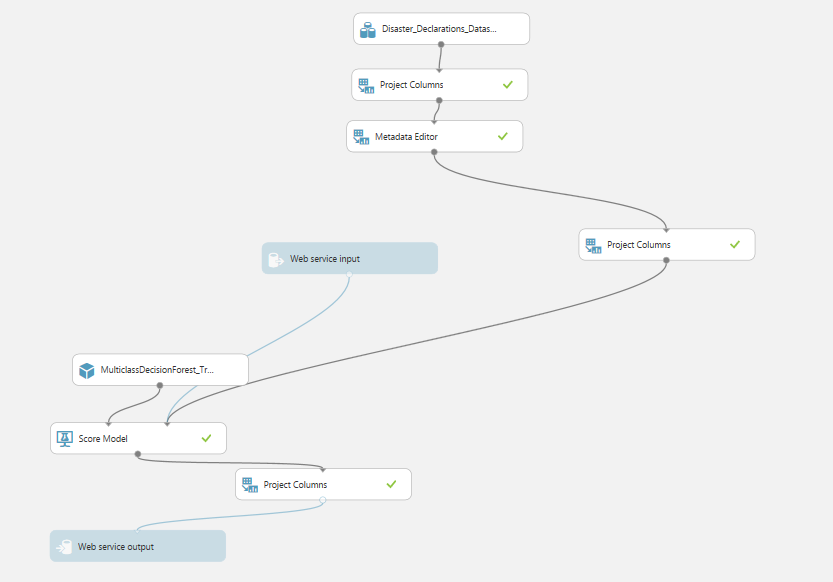 Disaster_Declarations_Datas...
Project Columns
Metadata Editor
Project Columns
Web service input
MulticlassDecisionForest_Tr...
Score Model
Project Columns
Web service output